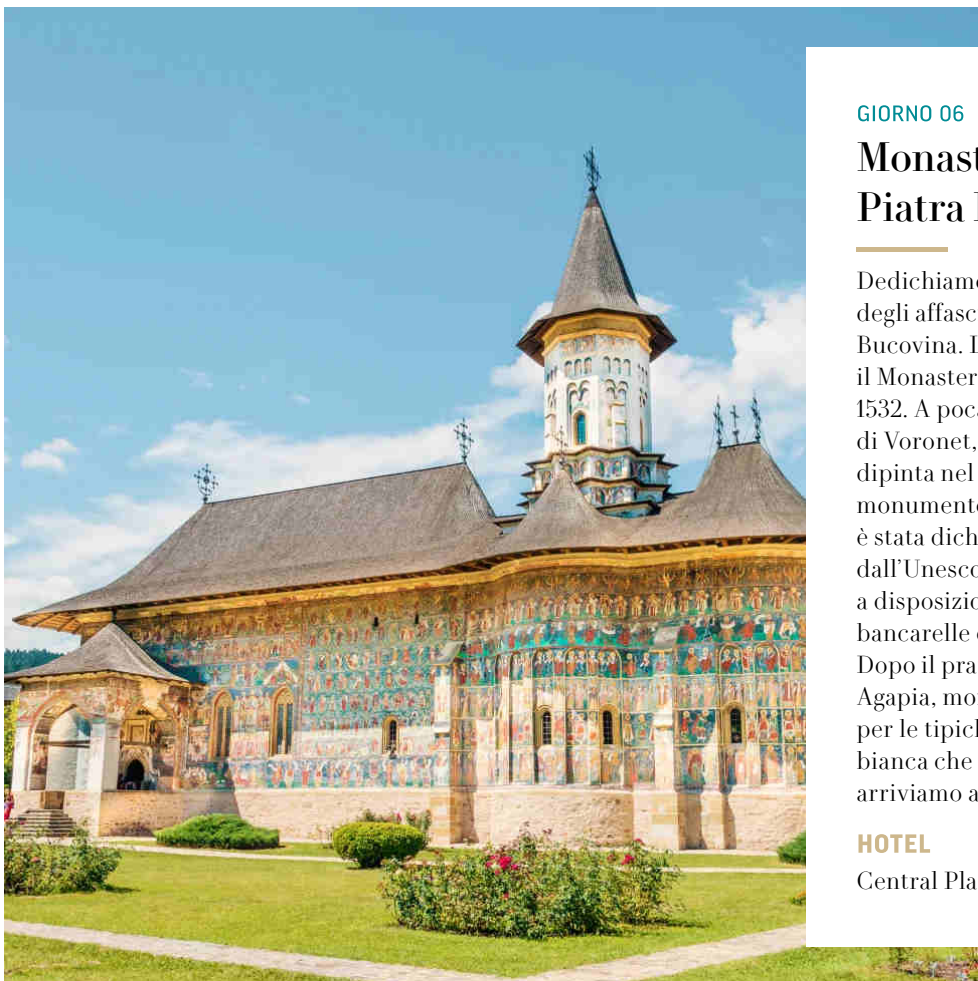 GIORNO 06
Monast
Piatra
Dedichiamo
degli affasc
Bucovina.
il Monaster
1532. A poc
di Voronet,
dipinta nel
monumento
è stata dich
dall'Unesco
a disposizio
bancarelle
Dopo il pra
Agapia, mo
per le tipich
bianca che
arriviamo a
HOTEL
Central Pla